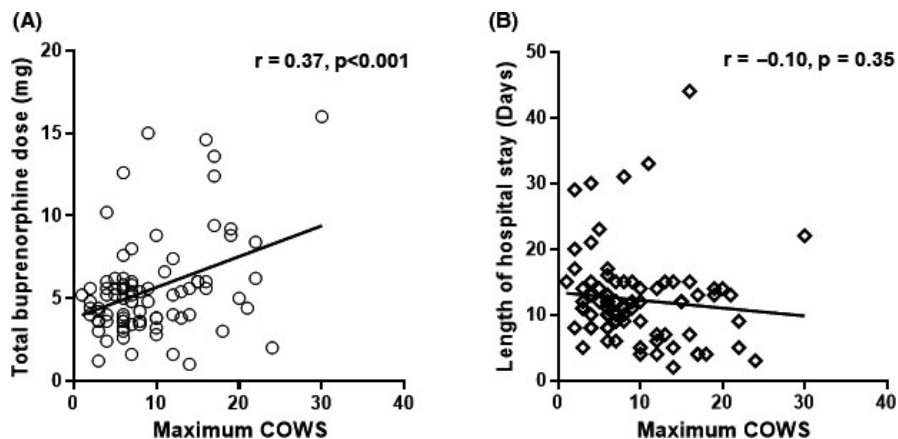 (A)
r = 0.37, p<0.001
Total buprenorphine dose (mg)
20
15
10
5
0
0 10 20 30 40
Maximum COWS
(B)
r = −0.10, p = 0.35
Length of hospital stay (Days)
50
40
30
20
10
0
0 10 20 30 40
Maximum COWS